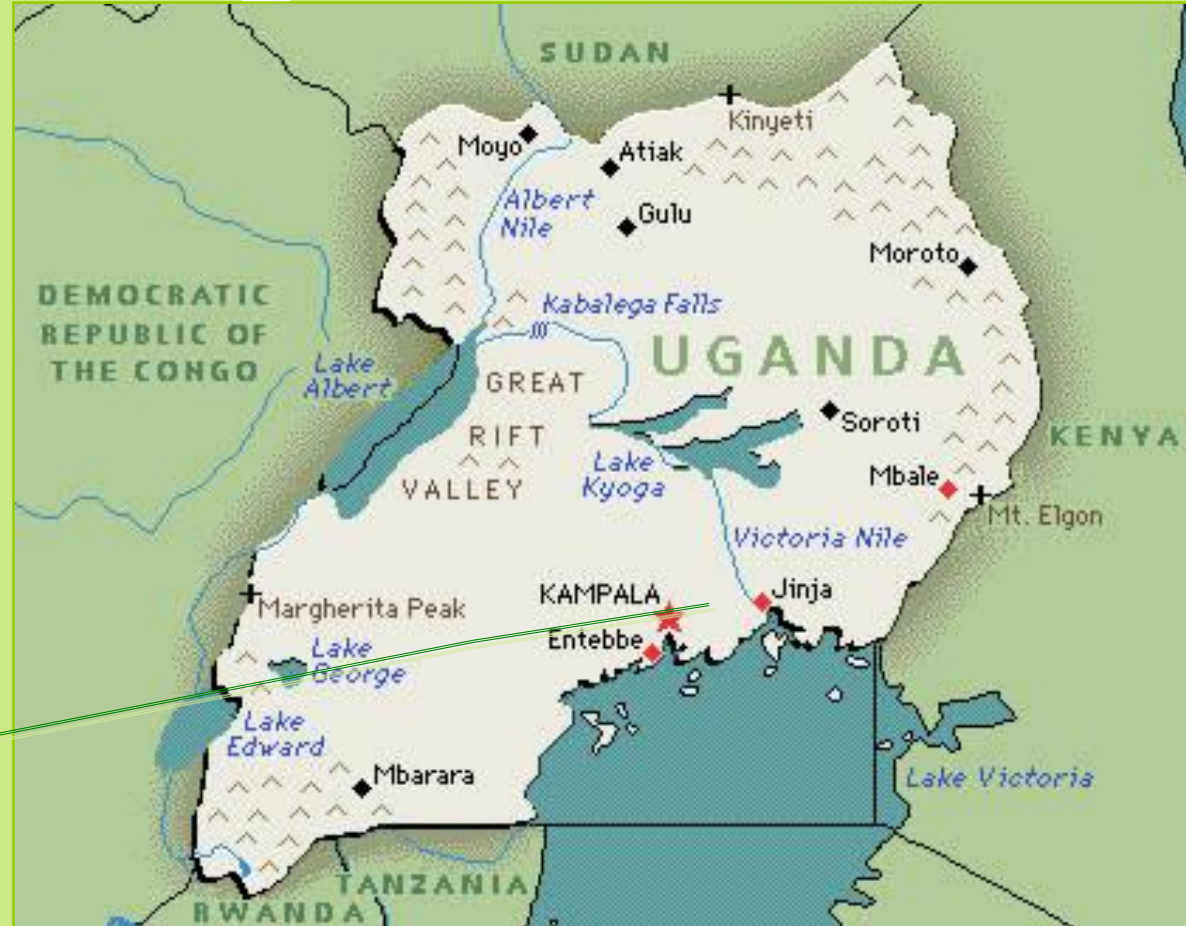 SUDAN
Kinyeti
Moyo
Atiak
Albert
Nile
Gulu
Moroto
DEMOCRATIC
REPUBLIC OF
THE CONGO
Kabalega Falls
UGANDA
Lake
Albert
GREAT
RIFT
VALLEY
Soroti
KENYA
Lake
Kyoga
Mbale
Mt. Elgon
Victoria Nile
KAMPALA
Jinja
Margherita Peak
Entebbe
Lake
George
Lake
Edward
Mbarara
Lake Victoria
TANZANIA
RWANDA